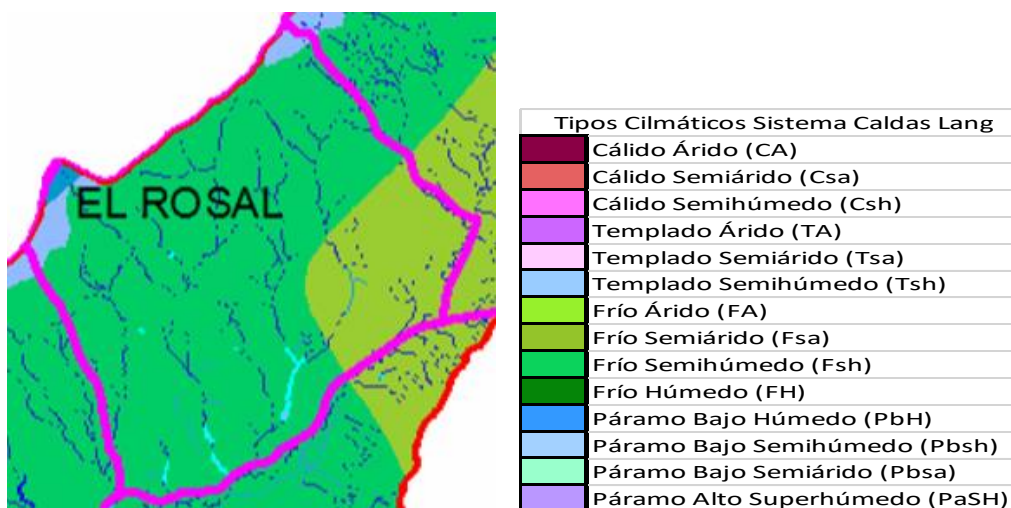 EL ROSAL
Tipos Cilmáticos Sistema Caldas Lang
Cálido Árido (CA)
Cálido Semiárido (Csa)
Cálido Semihúmedo (Csh)
Templado Árido (TA)
Templado Semiárido (Tsa)
Templado Semihúmedo (Tsh)
Frío Árido (FA)
Frío Semiárido (Fsa)
Frío Semihúmedo (Fsh)
Frío Húmedo (FH)
Páramo Bajo Húmedo (PbH)
Páramo Bajo Semihúmedo (Pbsh)
Páramo Bajo Semiárido (Pbsa)
Páramo Alto Superhúmedo (PaSH)